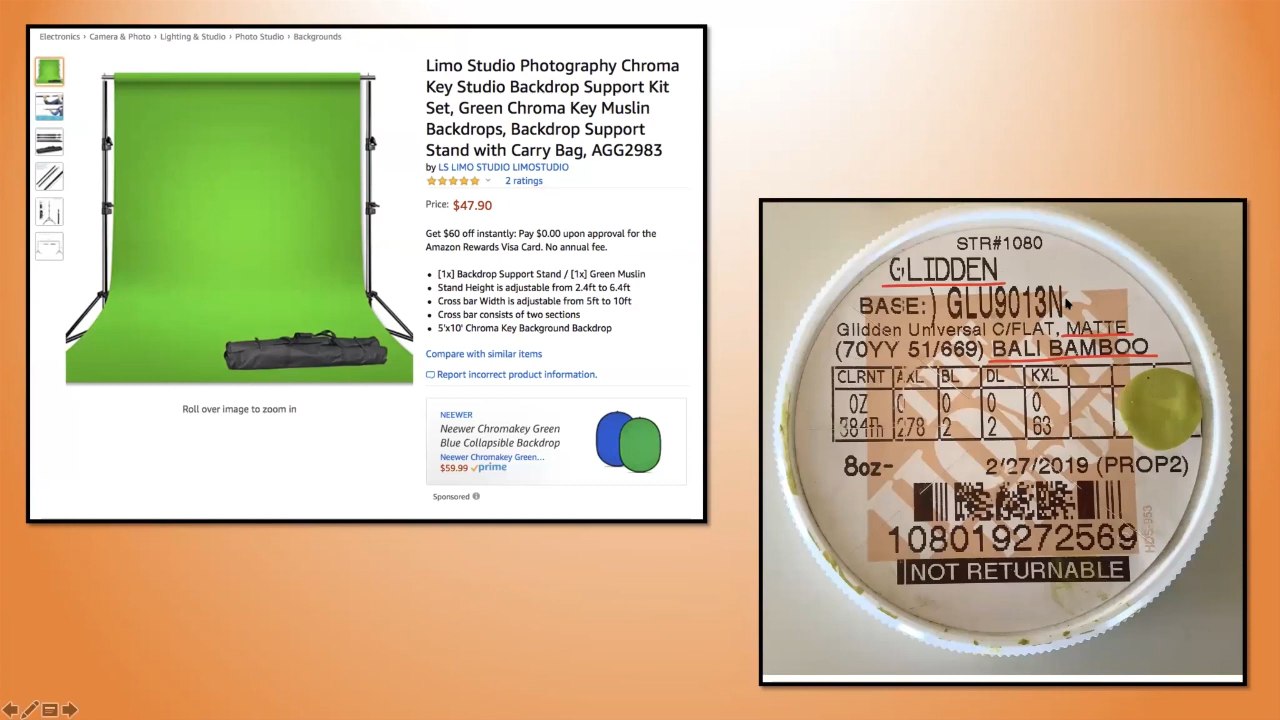 Electronics › Camera & Photo › Lighting & Studio › Photo Studio › Backgrounds
Limo Studio Photography Chroma
Key Studio Backdrop Support Kit
Set, Green Chroma Key Muslin
Backdrops, Backdrop Support
Stand with Carry Bag, AGG2983
by LS LIMO STUDIO LIMOSTUDIO
2 ratings
Price: $47.90
Get $60 off instantly: Pay $0.00 upon approval for the
Amazon Rewards Visa Card. No annual fee.
• [1x] Backdrop Support Stand / [1x] Green Muslin
• Stand Height is adjustable from 2.4ft to 6.4ft
• Cross bar Width is adjustable from 5ft to 10ft
• Cross bar consists of two sections
• 5'x10' Chroma Key Background Backdrop
Compare with similar items
Report incorrect product information.
Roll over image to zoom in
NEEWER
Neewer Chromakey Green
Blue Collapsible Backdrop
Neewer Chromakey Green...
$59.99 prime
Sponsored
STR#1080
GLIDDEN
BASE:) GLU9013N
Glidden Universal C/FLAT, MATTE
(70YY 51/669) BALI BAMBOO
CLRNT AXL BL DL KXL
OZ 0 0 0 0
384Th 278 2 2 63
8oz- 2/27/2019 (PROP2)
108019272569
HDS-953
NOT RETURNABLE